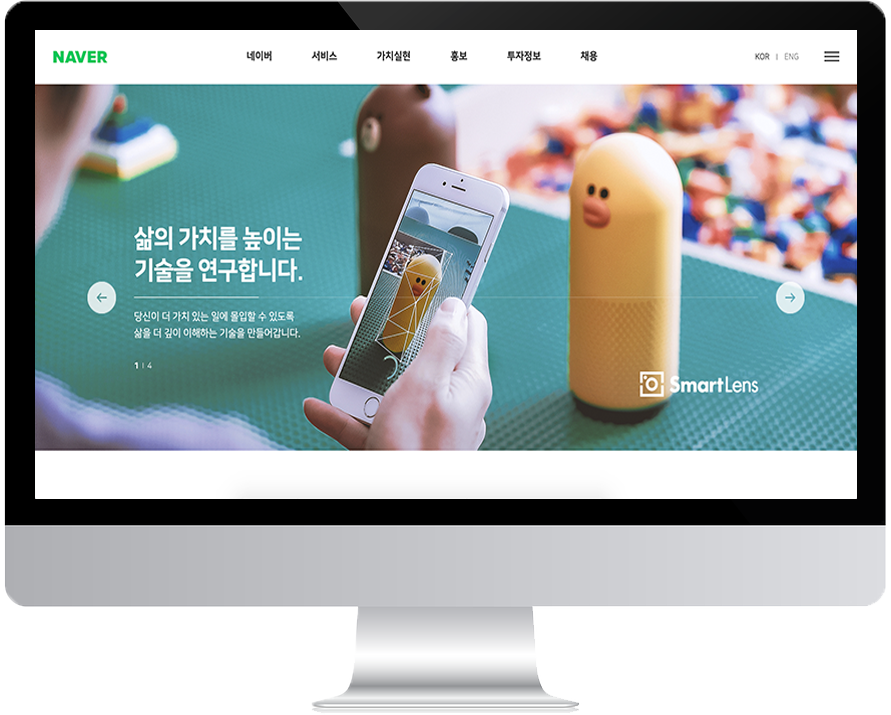 NAVER
네이버 서비스 가치실현 홍보 투자정보 채용
KOR | ENG
삶의 가치를 높이는
기술을 연구합니다.
당신이 더 가치 있는 일에 몰입할 수 있도록
삶을 더 깊이 이해하는 기술을 만들어갑니다.
1 | 4
SmartLens